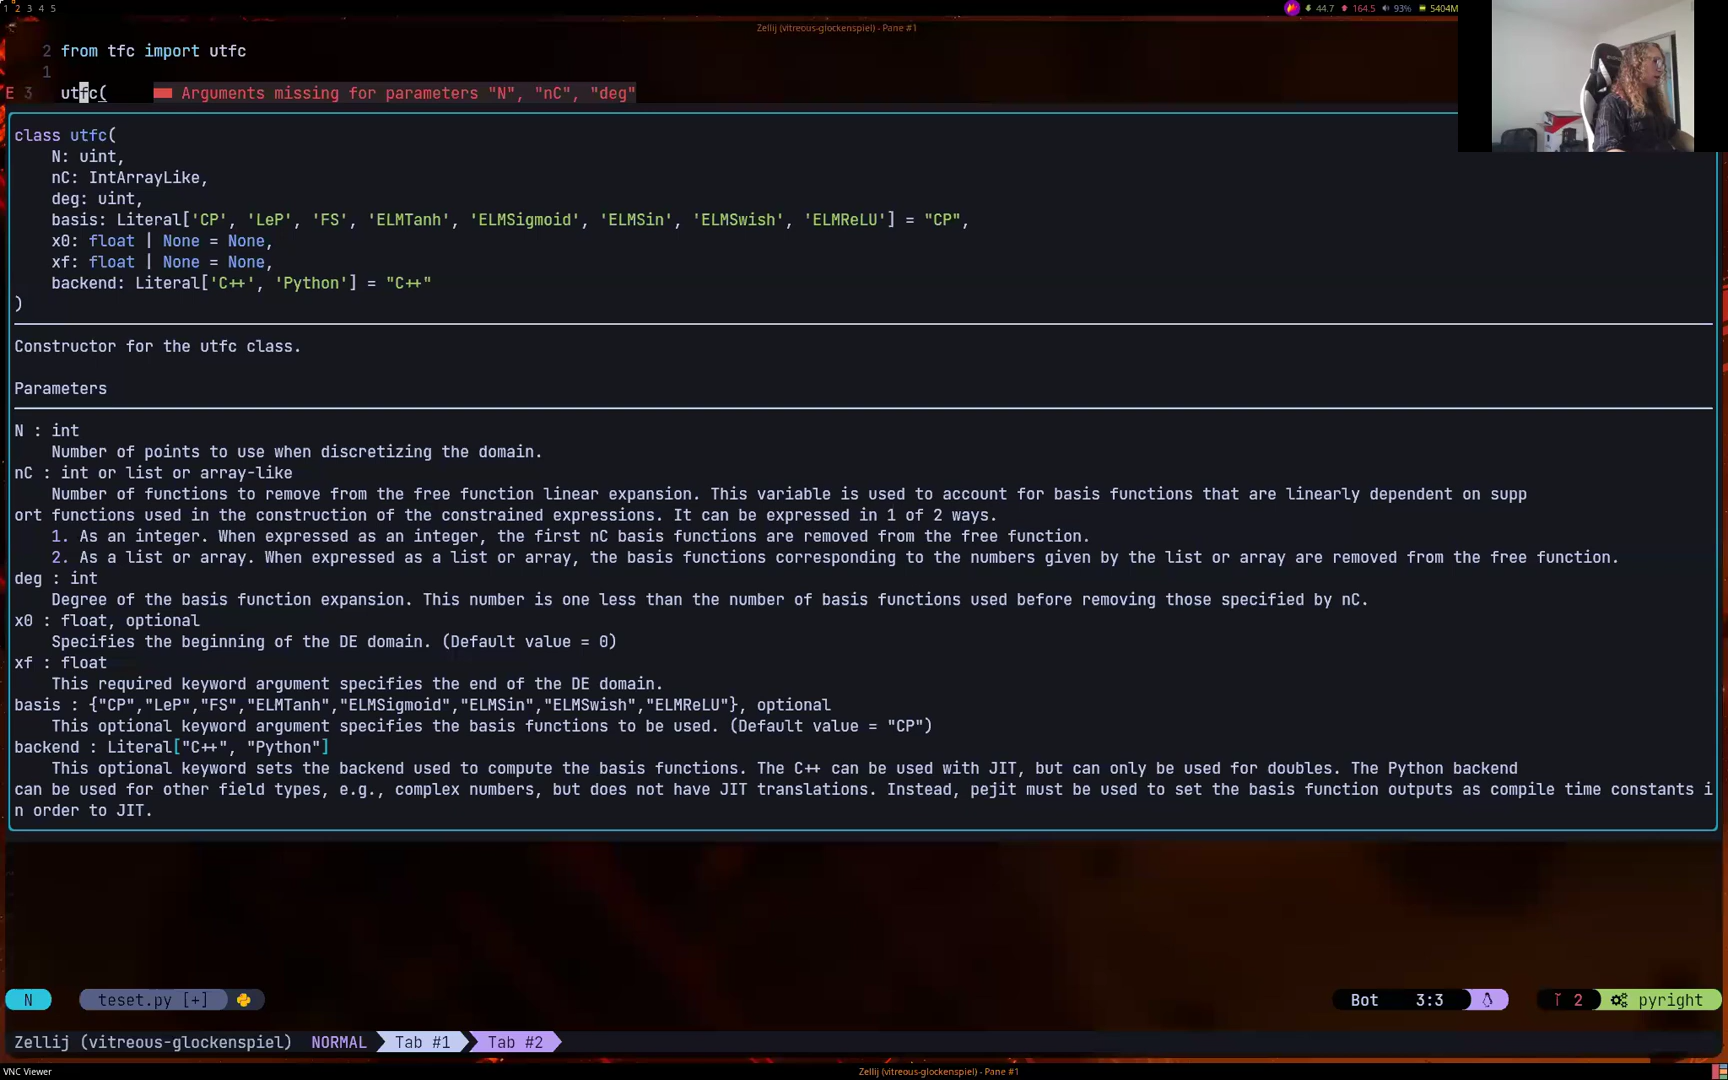 1 2 3 4 5
44.7 164.5 93% 5404M
Zellij (vitreous-glockenspiel) - Pane #1
2 from tfc import utfc
1
E 3 utfc( Arguments missing for parameters "N", "nC", "deg"
class utfc(
N: uint,
nC: IntArrayLike,
deg: uint,
basis: Literal['CP', 'LeP', 'FS', 'ELMTanh', 'ELMSigmoid', 'ELMSin', 'ELMSwish', 'ELMReLU'] = "CP",
x0: float | None = None,
xf: float | None = None,
backend: Literal['C++', 'Python'] = "C++"
)
Constructor for the utfc class.
Parameters
N : int
Number of points to use when discretizing the domain.
nC : int or list or array-like
Number of functions to remove from the free function linear expansion. This variable is used to account for basis functions that are linearly dependent on supp
ort functions used in the construction of the constrained expressions. It can be expressed in 1 of 2 ways.
1. As an integer. When expressed as an integer, the first nC basis functions are removed from the free function.
2. As a list or array. When expressed as a list or array, the basis functions corresponding to the numbers given by the list or array are removed from the free function.
deg : int
Degree of the basis function expansion. This number is one less than the number of basis functions used before removing those specified by nC.
x0 : float, optional
Specifies the beginning of the DE domain. (Default value = 0)
xf : float
This required keyword argument specifies the end of the DE domain.
basis : {"CP","LeP","FS","ELMTanh","ELMSigmoid","ELMSin","ELMSwish","ELMReLU"}, optional
This optional keyword argument specifies the basis functions to be used. (Default value = "CP")
backend : Literal["C++", "Python"]
This optional keyword sets the backend used to compute the basis functions. The C++ can be used with JIT, but can only be used for doubles. The Python backend
can be used for other field types, e.g., complex numbers, but does not have JIT translations. Instead, pejit must be used to set the basis function outputs as compile time constants i
n order to JIT.
N teset.py [+] Bot 3:3 2 pyright
Zellij (vitreous-glockenspiel) NORMAL Tab #1 Tab #2
VNC Viewer Zellij (vitreous-glockenspiel) - Pane #1